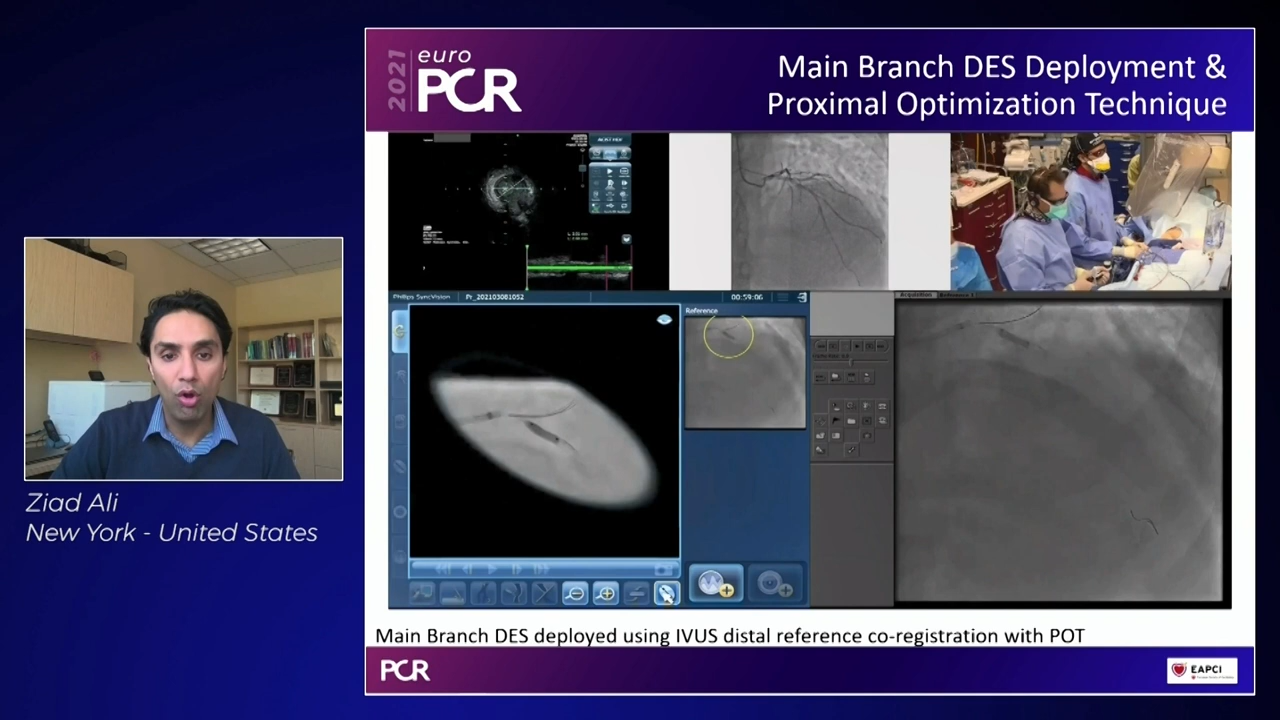 2021
euro
PCR
Main Branch DES Deployment &
Proximal Optimization Technique
Philips SyncVision
Pr_202103081052
00:59:06
Reference
Ziad Ali
New York - United States
Main Branch DES deployed using IVUS distal reference co-registration with POT
PCR
EAPCI